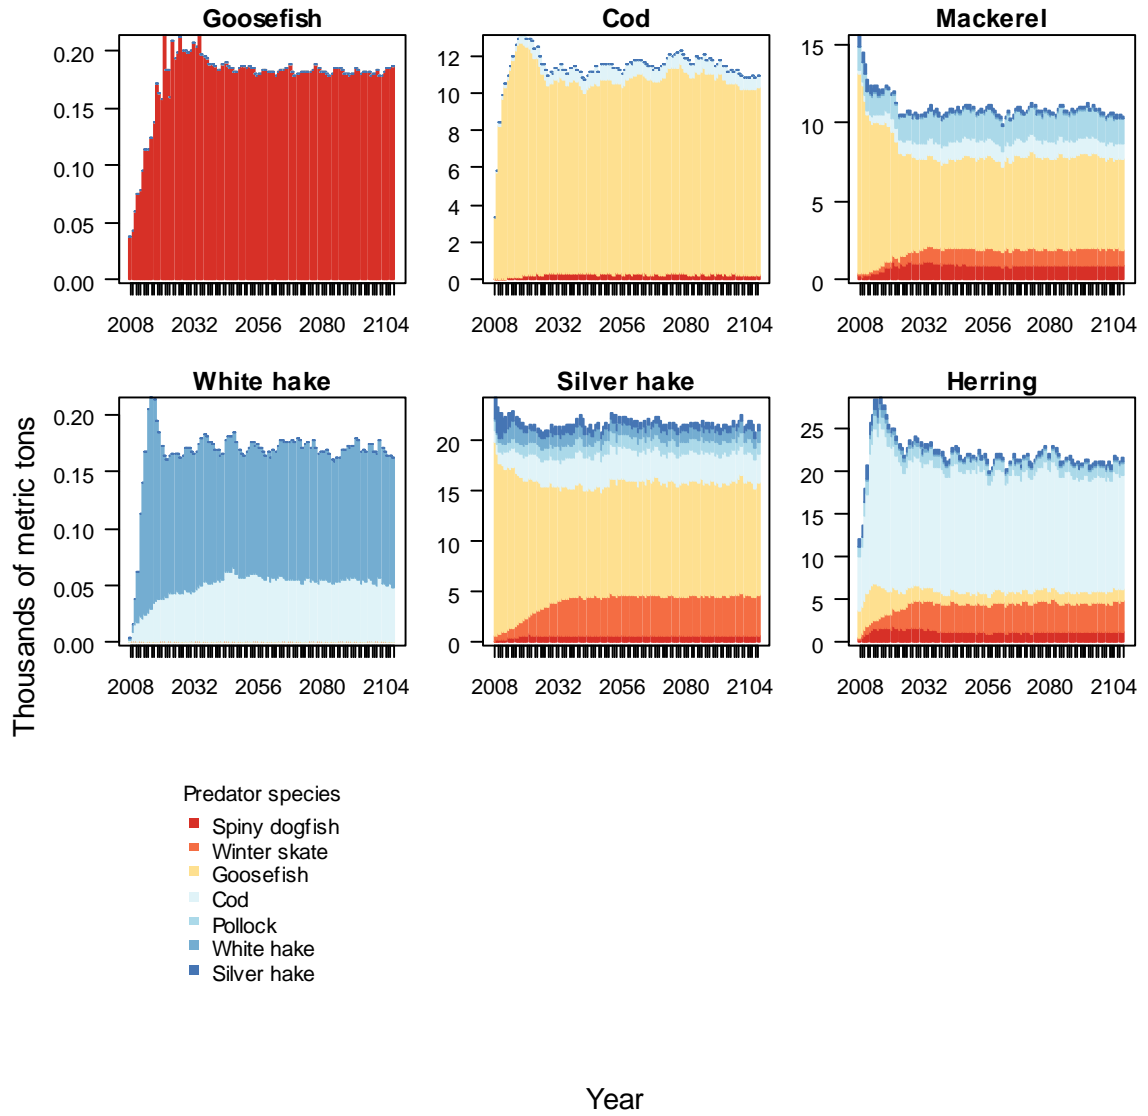 Goosefish Cod Mackerel
0.20
0.15
0.10
0.05
0.00
12
10
8
6
4
2
0
15
10
5
0
2008 2032 2056 2080 2104
2008 2032 2056 2080 2104
2008 2032 2056 2080 2104
White hake Silver hake Herring
0.20
0.15
0.10
0.05
0.00
20
15
10
5
0
25
20
15
10
5
0
2008 2032 2056 2080 2104
2008 2032 2056 2080 2104
2008 2032 2056 2080 2104
Thousands of metric tons
Predator species
Spiny dogfish
Winter skate
Goosefish
Cod
Pollock
White hake
Silver hake
Year